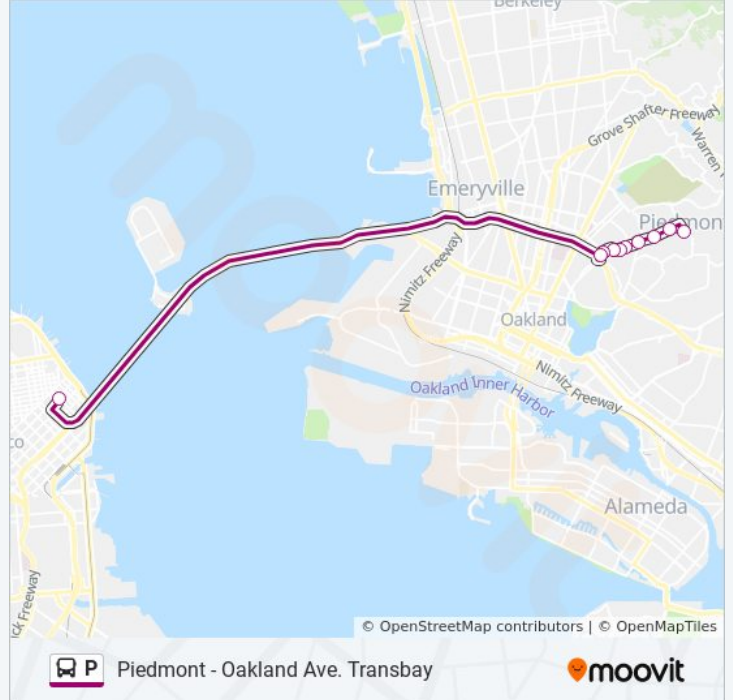 Berkeley
Grove Shafter Freeway
Warren
Emeryville
Piedmon
Nimitz Freeway
Oakland
Nimitz Freeway
Oakland Inner Harbor
co
Alameda
ick Freeway
© OpenStreetMap contributors | © OpenMapTiles
P Piedmont - Oakland Ave. Transbay
moovit